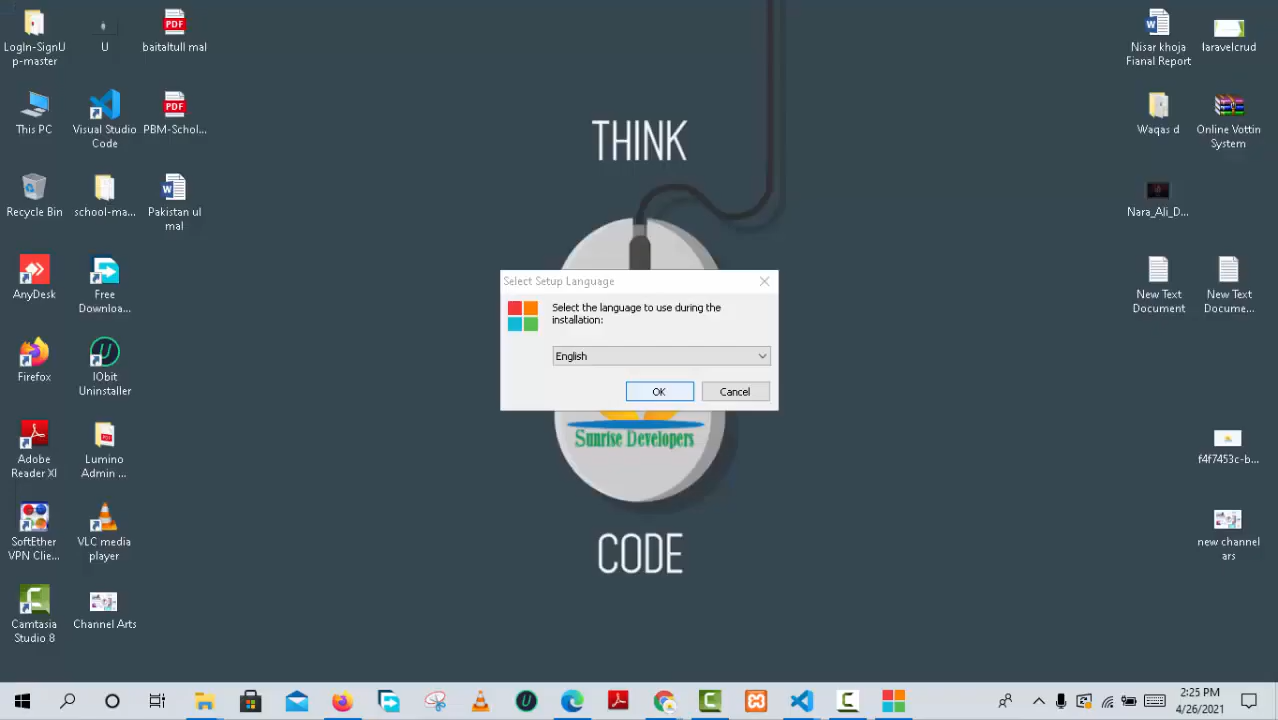 LogIn-SignU
p-master
U
baitaltull mal
This PC
Visual Studio
Code
PBM-Schol...
Recycle Bin
school-ma...
Pakistan ul
mal
AnyDesk
Free
Downloa...
Firefox
IObit
Uninstaller
Adobe
Reader XI
Lumino
Admin ...
SoftEther
VPN Clie...
VLC media
player
Camtasia
Studio 8
Channel Arts
THINK
Select Setup Language
Select the language to use during the
installation:
English
OK
Cancel
Sunrise Developers
CODE
Nisar khoja
Fianal Report
laravelcrud
Waqas d
Online Vottin
System
Nara_Ali_D...
New Text
Document
New Text
Docume...
f4f7453c-b...
new channel
ars
2:25 PM
4/26/2021